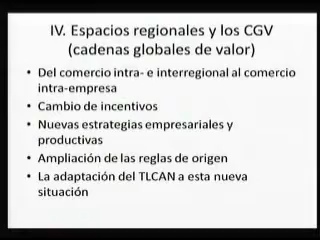 IV. Espacios regionales y los CGV
(cadenas globales de valor)
• Del comercio intra- e interregional al comercio
intra-empresa
• Cambio de incentivos
• Nuevas estrategias empresariales y
productivas
• Ampliación de las reglas de origen
• La adaptación del TLCAN a esta nueva
situación